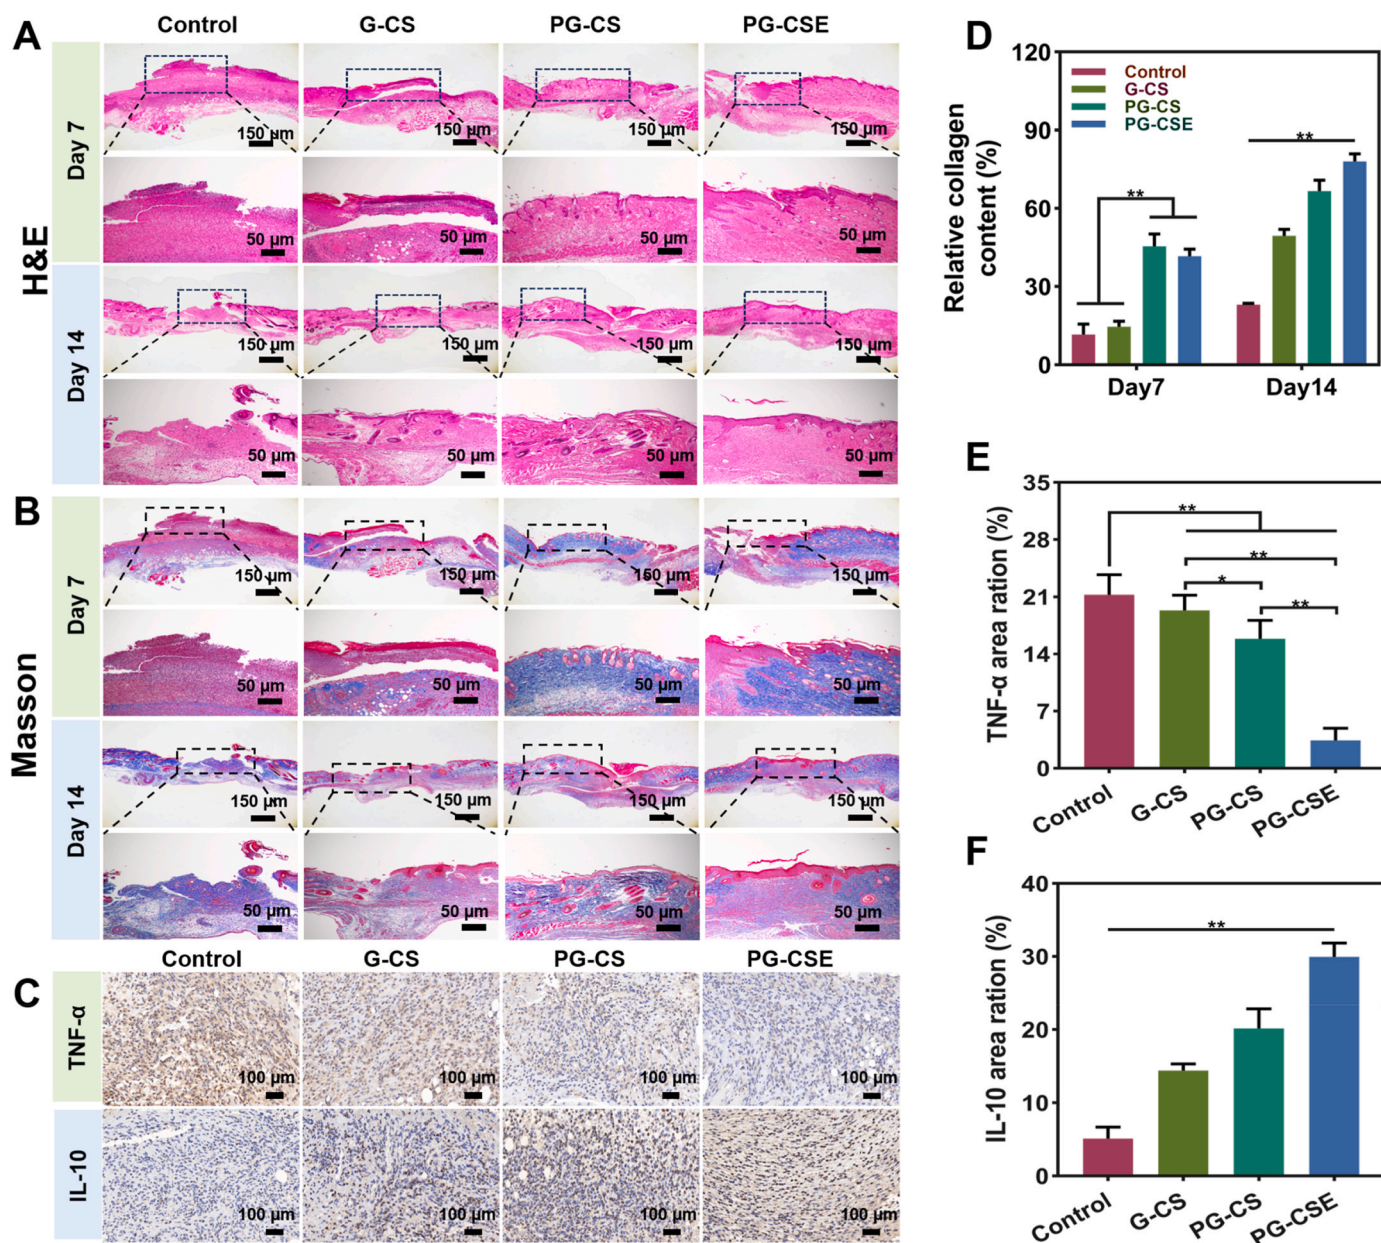 A
Control
G-CS
PG-CS
PG-CSE
H&E
Day 7
150 μm
150 μm
150 μm
150 μm
50 μm
50 μm
50 μm
50 μm
Day 14
150 μm
150 μm
150 μm
150 μm
50 μm
50 μm
50 μm
50 μm
B
Masson
Day 7
150 μm
150 μm
150 μm
150 μm
50 μm
50 μm
50 μm
50 μm
Day 14
150 μm
150 μm
150 μm
150 μm
50 μm
50 μm
50 μm
50 μm
C
Control
G-CS
PG-CS
PG-CSE
TNF-α
100 μm
100 μm
100 μm
100 μm
IL-10
100 μm
100 μm
100 μm
100 μm
D
Relative collagen
content (%)
120
90
60
30
0
Control
G-CS
PG-CS
PG-CSE
**
**
Day7
Day14
E
TNF-α area ration (%)
35
28
21
14
7
0
**
**
*
**
Control
G-CS
PG-CS
PG-CSE
F
IL-10 area ration (%)
40
30
20
10
0
**
Control
G-CS
PG-CS
PG-CSE